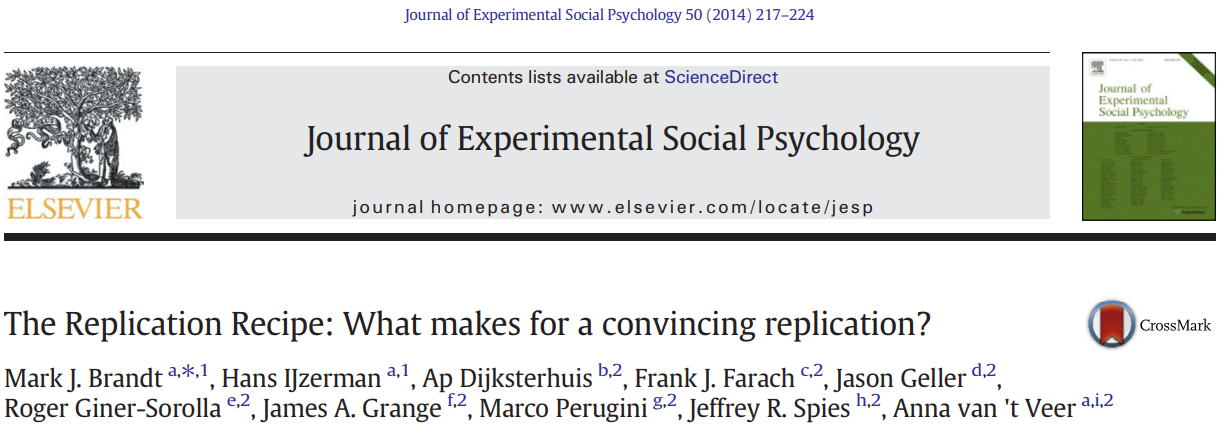 Journal of Experimental Social Psychology 50 (2014) 217–224
Contents lists available at ScienceDirect
Journal of Experimental Social Psychology
journal homepage: www.elsevier.com/locate/jesp
ELSEVIER
Journal of
Experimental
Social Psychology
The Replication Recipe: What makes for a convincing replication?
CrossMark
Mark J. Brandt a,*,1, Hans IJzerman a,1, Ap Dijksterhuis b,2, Frank J. Farach c,2, Jason Geller d,2,
Roger Giner-Sorolla e,2, James A. Grange f,2, Marco Perugini g,2, Jeffrey R. Spies h,2, Anna van 't Veer a,i,2